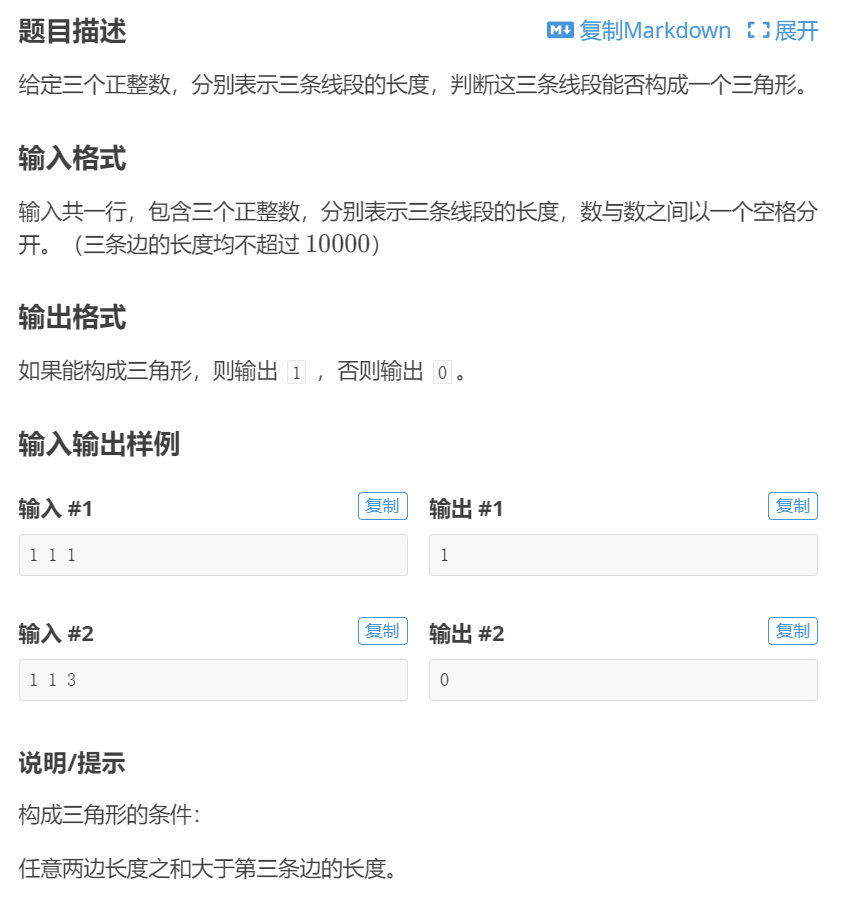 题目描述
复制Markdown 展开
给定三个正整数，分别表示三条线段的长度，判断这三条线段能否构成一个三角形。
输入格式
输入共一行，包含三个正整数，分别表示三条线段的长度，数与数之间以一个空格分
开。（三条边的长度均不超过 10000）
输出格式
如果能构成三角形，则输出 1 ，否则输出 0 。
输入输出样例
输入 #1 复制 输出 #1 复制
1 1 1 1
输入 #2 复制 输出 #2 复制
1 1 3 0
说明/提示
构成三角形的条件：
任意两边长度之和大于第三条边的长度。